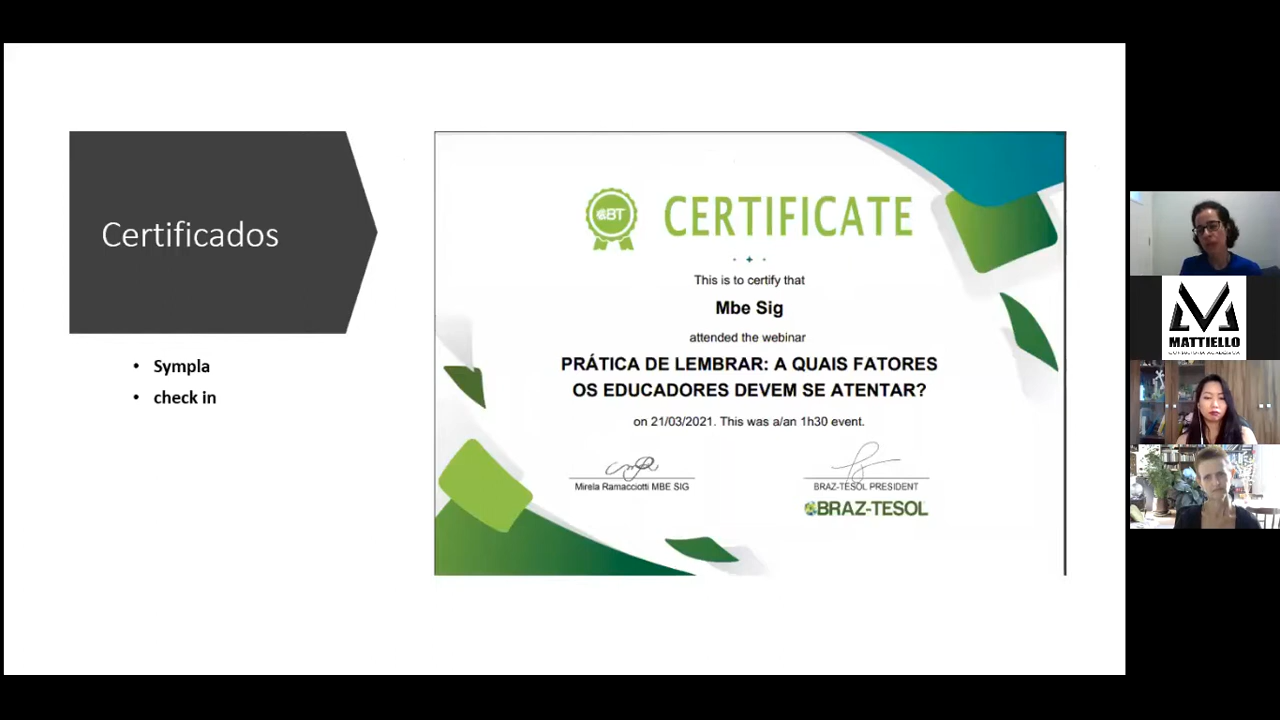 Certificados
• Sympla
• check in
BT
CERTIFICATE
This is to certify that
Mbe Sig
attended the webinar
PRÁTICA DE LEMBRAR: A QUAIS FATORES
OS EDUCADORES DEVEM SE ATENTAR?
on 21/03/2021. This was a/an 1h30 event.
Mirela Ramacciotti MBE SIG
BRAZ-TESOL PRESIDENT
BRAZ-TESOL
MATTIELLO
CONSULTORIA ACADÊMICA